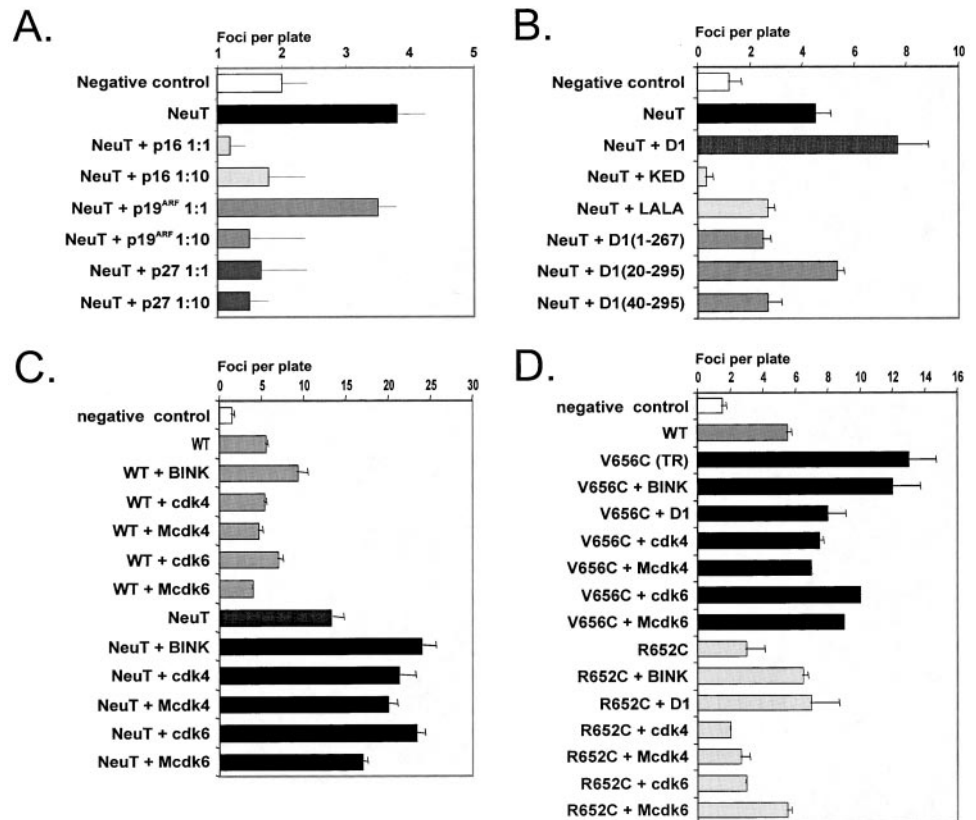 A.
Foci per plate
1 2 3 4 5
Negative control
NeuT
NeuT + p16 1:1
NeuT + p16 1:10
NeuT + p19ARF 1:1
NeuT + p19ARF 1:10
NeuT + p27 1:1
NeuT + p27 1:10
B.
Foci per plate
0 2 4 6 8 10
Negative control
NeuT
NeuT + D1
NeuT + KED
NeuT + LALA
NeuT + D1(1-267)
NeuT + D1(20-295)
NeuT + D1(40-295)
C.
Foci per plate
0 5 10 15 20 25 30
negative control
WT
WT + BINK
WT + cdk4
WT + Mcdk4
WT + cdk6
WT + Mcdk6
NeuT
NeuT + BINK
NeuT + cdk4
NeuT + Mcdk4
NeuT + cdk6
NeuT + Mcdk6
D.
Foci per plate
0 2 4 6 8 10 12 14 16
negative control
WT
V656C (TR)
V656C + BINK
V656C + D1
V656C + cdk4
V656C + Mcdk4
V656C + cdk6
V656C + Mcdk6
R652C
R652C + BINK
R652C + D1
R652C + cdk4
R652C + Mcdk4
R652C + cdk6
R652C + Mcdk6